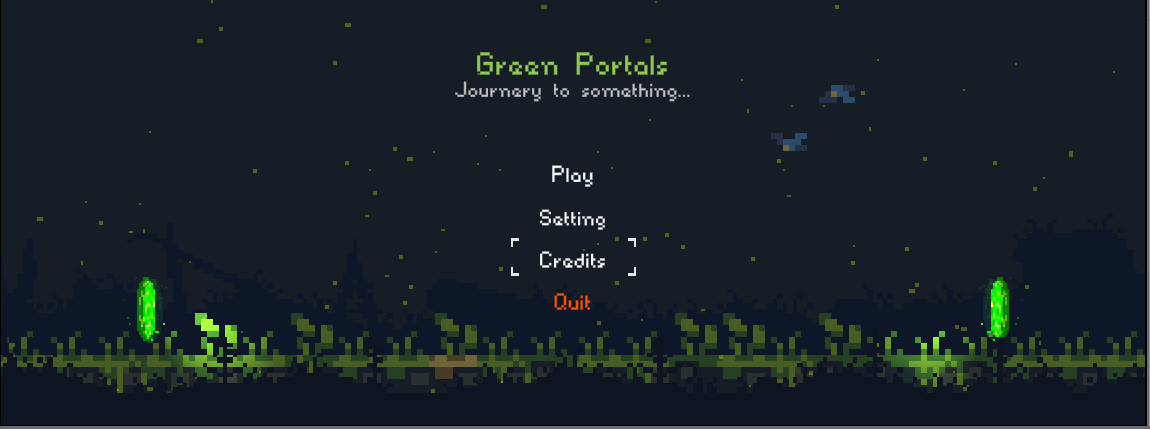 Green Portals
Journery to something...
Play
Setting
Credits
Quit